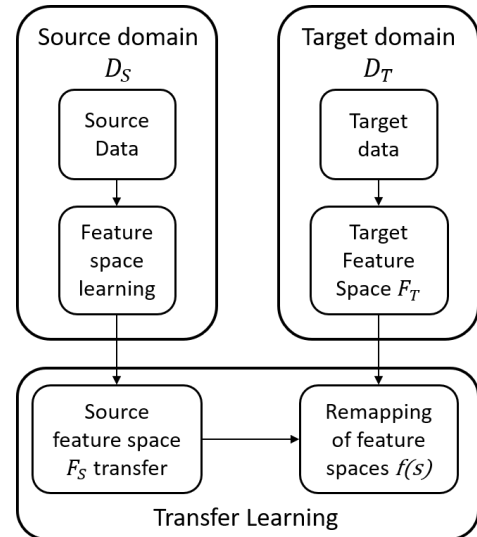 Source domain
D_S
Source
Data
Feature
space
learning
Target domain
D_T
Target
data
Target
Feature
Space F_T
Source
feature space
F_S transfer
Remapping
of feature
spaces f(s)
Transfer Learning